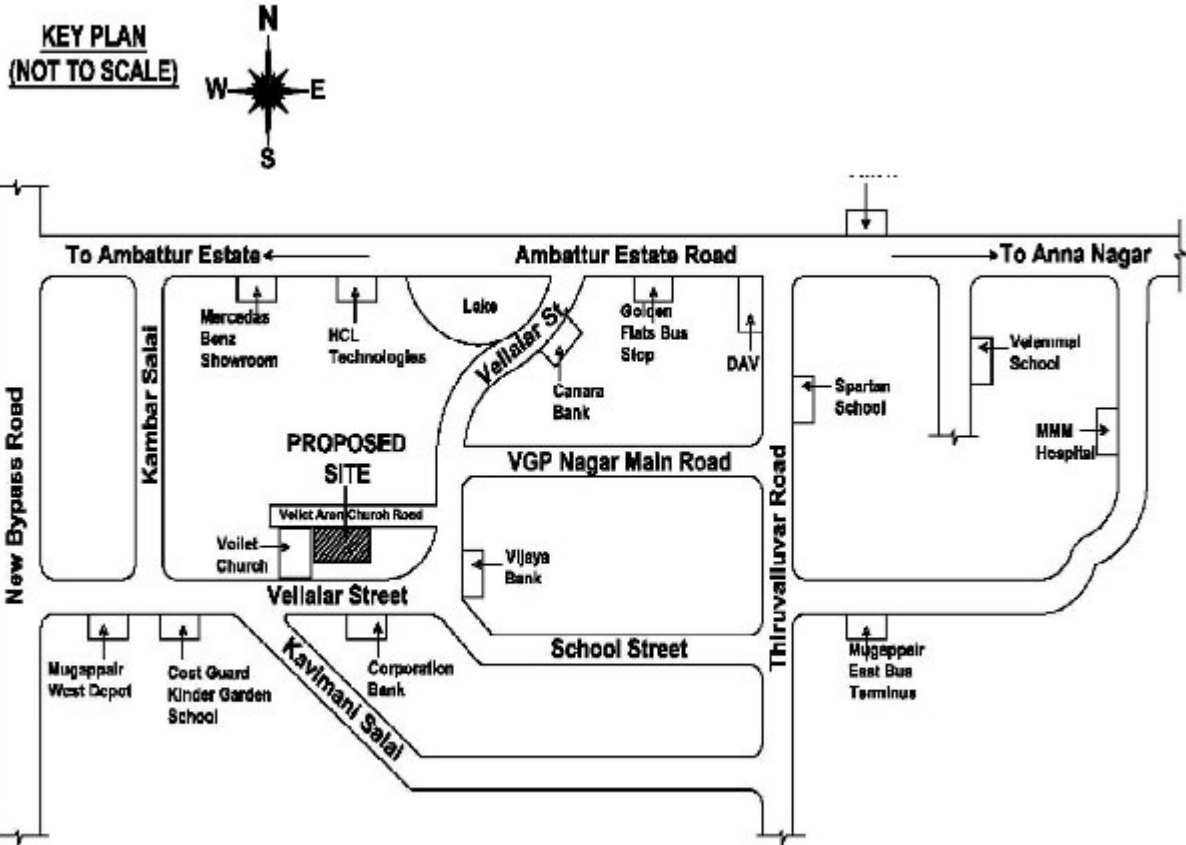 KEY PLAN
(NOT TO SCALE)
N
W
E
S
To Ambattur Estate
Ambattur Estate Road
To Anna Nagar
Mercedas
Benz
Showroom
HCL
Technologies
Lake
Vellalar St.
Golden
Flats Bus
Stop
DAV
Canara
Bank
Spartan
School
Velammal
School
MMM
Hospital
New Bypass Road
Kambar Salai
PROPOSED
SITE
VGP Nagar Main Road
Thiruvalluvar Road
Church Road
Voilet
Church
Vijaya
Bank
Vellalar Street
School Street
Mugappair
West Depot
Cost Guard
Kinder Garden
School
Kavimani Salai
Corporation
Bank
Mugappair
East Bus
Terminus